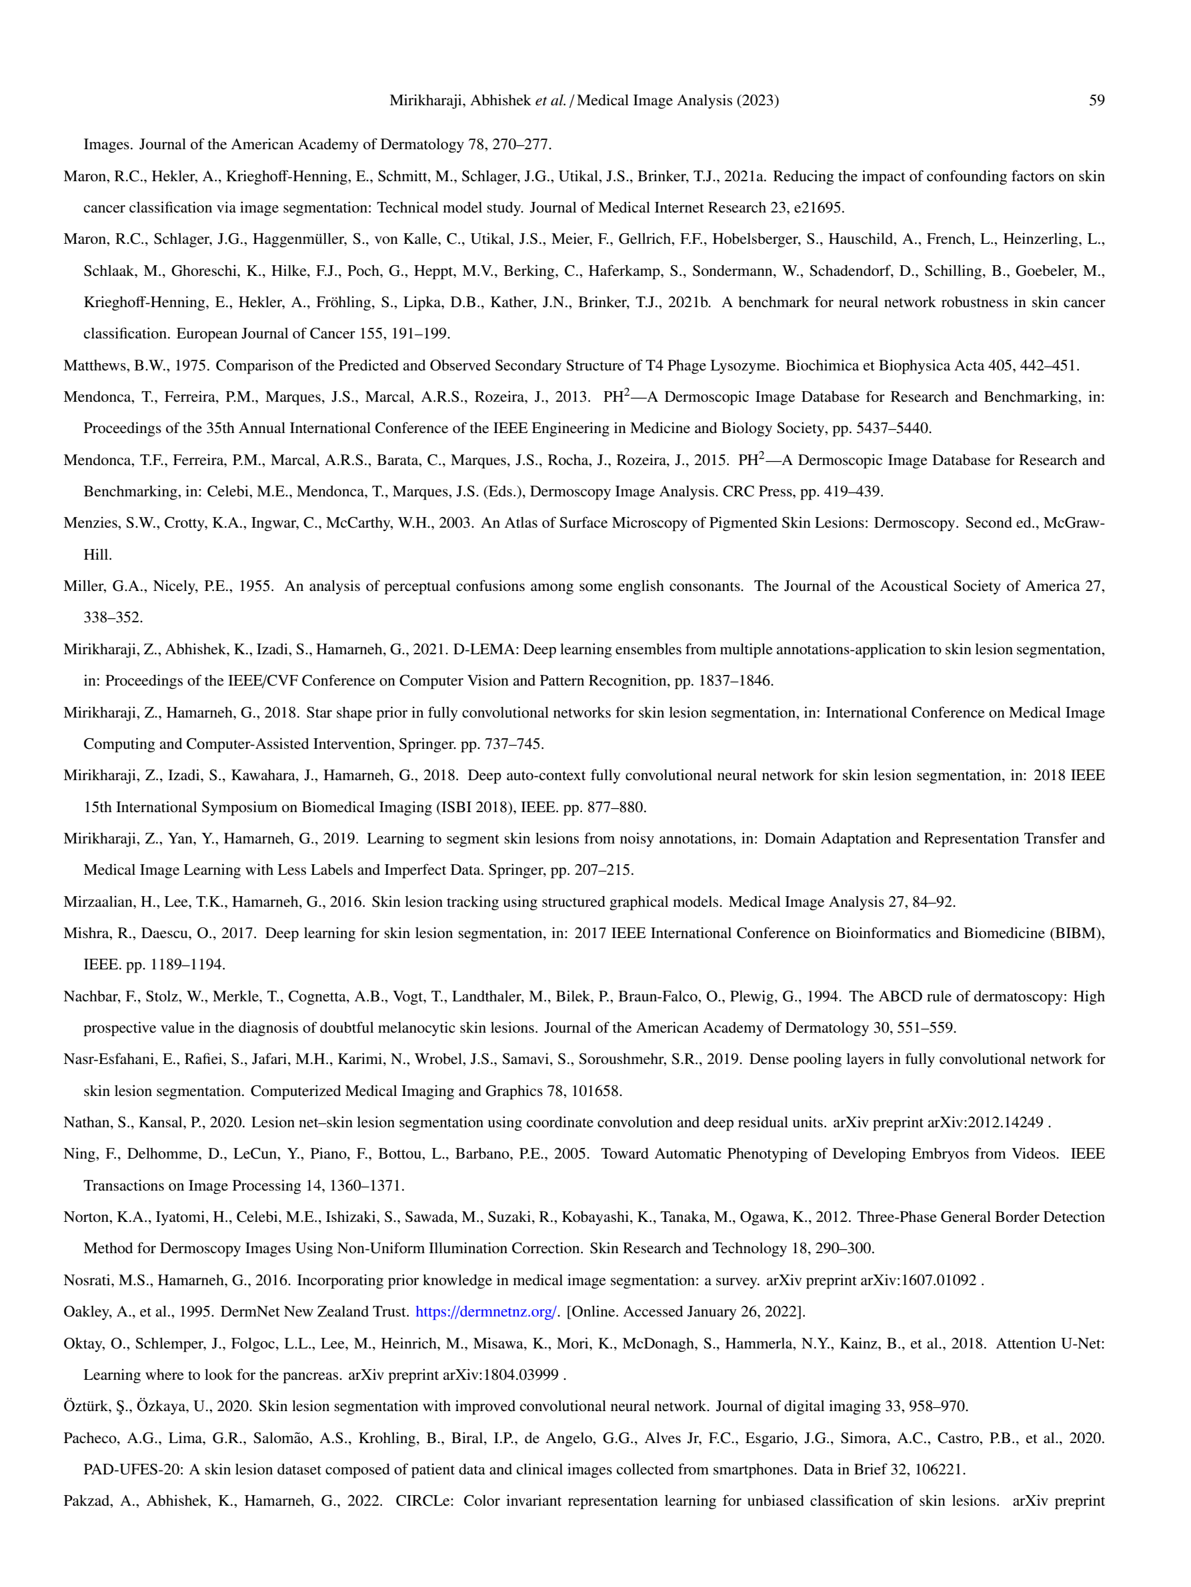 Mirikharaji, Abhishek et al. / Medical Image Analysis (2023)
59
Images. Journal of the American Academy of Dermatology 78, 270–277.
Maron, R.C., Hekler, A., Krieghoff-Henning, E., Schmitt, M., Schlager, J.G., Utikal, J.S., Brinker, T.J., 2021a. Reducing the impact of confounding factors on skin
cancer classification via image segmentation: Technical model study. Journal of Medical Internet Research 23, e21695.
Maron, R.C., Schlager, J.G., Haggenmüller, S., von Kalle, C., Utikal, J.S., Meier, F., Gellrich, F.F., Hobelsberger, S., Hauschild, A., French, L., Heinzerling, L.,
Schlaak, M., Ghoreschi, K., Hilke, F.J., Poch, G., Heppt, M.V., Berking, C., Haferkamp, S., Sondermann, W., Schadendorf, D., Schilling, B., Goebeler, M.,
Krieghoff-Henning, E., Hekler, A., Fröhling, S., Lipka, D.B., Kather, J.N., Brinker, T.J., 2021b. A benchmark for neural network robustness in skin cancer
classification. European Journal of Cancer 155, 191–199.
Matthews, B.W., 1975. Comparison of the Predicted and Observed Secondary Structure of T4 Phage Lysozyme. Biochimica et Biophysica Acta 405, 442–451.
Mendonca, T., Ferreira, P.M., Marques, J.S., Marcal, A.R.S., Rozeira, J., 2013. PH²—A Dermoscopic Image Database for Research and Benchmarking, in:
Proceedings of the 35th Annual International Conference of the IEEE Engineering in Medicine and Biology Society, pp. 5437–5440.
Mendonca, T.F., Ferreira, P.M., Marcal, A.R.S., Barata, C., Marques, J.S., Rocha, J., Rozeira, J., 2015. PH²—A Dermoscopic Image Database for Research and
Benchmarking, in: Celebi, M.E., Mendonca, T., Marques, J.S. (Eds.), Dermoscopy Image Analysis. CRC Press, pp. 419–439.
Menzies, S.W., Crotty, K.A., Ingwar, C., McCarthy, W.H., 2003. An Atlas of Surface Microscopy of Pigmented Skin Lesions: Dermoscopy. Second ed., McGraw-
Hill.
Miller, G.A., Nicely, P.E., 1955. An analysis of perceptual confusions among some english consonants. The Journal of the Acoustical Society of America 27,
338–352.
Mirikharaji, Z., Abhishek, K., Izadi, S., Hamarneh, G., 2021. D-LEMA: Deep learning ensembles from multiple annotations-application to skin lesion segmentation,
in: Proceedings of the IEEE/CVF Conference on Computer Vision and Pattern Recognition, pp. 1837–1846.
Mirikharaji, Z., Hamarneh, G., 2018. Star shape prior in fully convolutional networks for skin lesion segmentation, in: International Conference on Medical Image
Computing and Computer-Assisted Intervention, Springer. pp. 737–745.
Mirikharaji, Z., Izadi, S., Kawahara, J., Hamarneh, G., 2018. Deep auto-context fully convolutional neural network for skin lesion segmentation, in: 2018 IEEE
15th International Symposium on Biomedical Imaging (ISBI 2018), IEEE. pp. 877–880.
Mirikharaji, Z., Yan, Y., Hamarneh, G., 2019. Learning to segment skin lesions from noisy annotations, in: Domain Adaptation and Representation Transfer and
Medical Image Learning with Less Labels and Imperfect Data. Springer, pp. 207–215.
Mirzaalian, H., Lee, T.K., Hamarneh, G., 2016. Skin lesion tracking using structured graphical models. Medical Image Analysis 27, 84–92.
Mishra, R., Daescu, O., 2017. Deep learning for skin lesion segmentation, in: 2017 IEEE International Conference on Bioinformatics and Biomedicine (BIBM),
IEEE. pp. 1189–1194.
Nachbar, F., Stolz, W., Merkle, T., Cognetta, A.B., Vogt, T., Landthaler, M., Bilek, P., Braun-Falco, O., Plewig, G., 1994. The ABCD rule of dermatoscopy: High
prospective value in the diagnosis of doubtful melanocytic skin lesions. Journal of the American Academy of Dermatology 30, 551–559.
Nasr-Esfahani, E., Rafiei, S., Jafari, M.H., Karimi, N., Wrobel, J.S., Samavi, S., Soroushmehr, S.R., 2019. Dense pooling layers in fully convolutional network for
skin lesion segmentation. Computerized Medical Imaging and Graphics 78, 101658.
Nathan, S., Kansal, P., 2020. Lesion net–skin lesion segmentation using coordinate convolution and deep residual units. arXiv preprint arXiv:2012.14249 .
Ning, F., Delhomme, D., LeCun, Y., Piano, F., Bottou, L., Barbano, P.E., 2005. Toward Automatic Phenotyping of Developing Embryos from Videos. IEEE
Transactions on Image Processing 14, 1360–1371.
Norton, K.A., Iyatomi, H., Celebi, M.E., Ishizaki, S., Sawada, M., Suzaki, R., Kobayashi, K., Tanaka, M., Ogawa, K., 2012. Three-Phase General Border Detection
Method for Dermoscopy Images Using Non-Uniform Illumination Correction. Skin Research and Technology 18, 290–300.
Nosrati, M.S., Hamarneh, G., 2016. Incorporating prior knowledge in medical image segmentation: a survey. arXiv preprint arXiv:1607.01092 .
Oakley, A., et al., 1995. DermNet New Zealand Trust. https://dermnetnz.org/. [Online. Accessed January 26, 2022].
Oktay, O., Schlemper, J., Folgoc, L.L., Lee, M., Heinrich, M., Misawa, K., Mori, K., McDonagh, S., Hammerla, N.Y., Kainz, B., et al., 2018. Attention U-Net:
Learning where to look for the pancreas. arXiv preprint arXiv:1804.03999 .
Öztürk, Ş., Özkaya, U., 2020. Skin lesion segmentation with improved convolutional neural network. Journal of digital imaging 33, 958–970.
Pacheco, A.G., Lima, G.R., Salomão, A.S., Krohling, B., Biral, I.P., de Angelo, G.G., Alves Jr, F.C., Esgario, J.G., Simora, A.C., Castro, P.B., et al., 2020.
PAD-UFES-20: A skin lesion dataset composed of patient data and clinical images collected from smartphones. Data in Brief 32, 106221.
Pakzad, A., Abhishek, K., Hamarneh, G., 2022. CIRCLe: Color invariant representation learning for unbiased classification of skin lesions. arXiv preprint